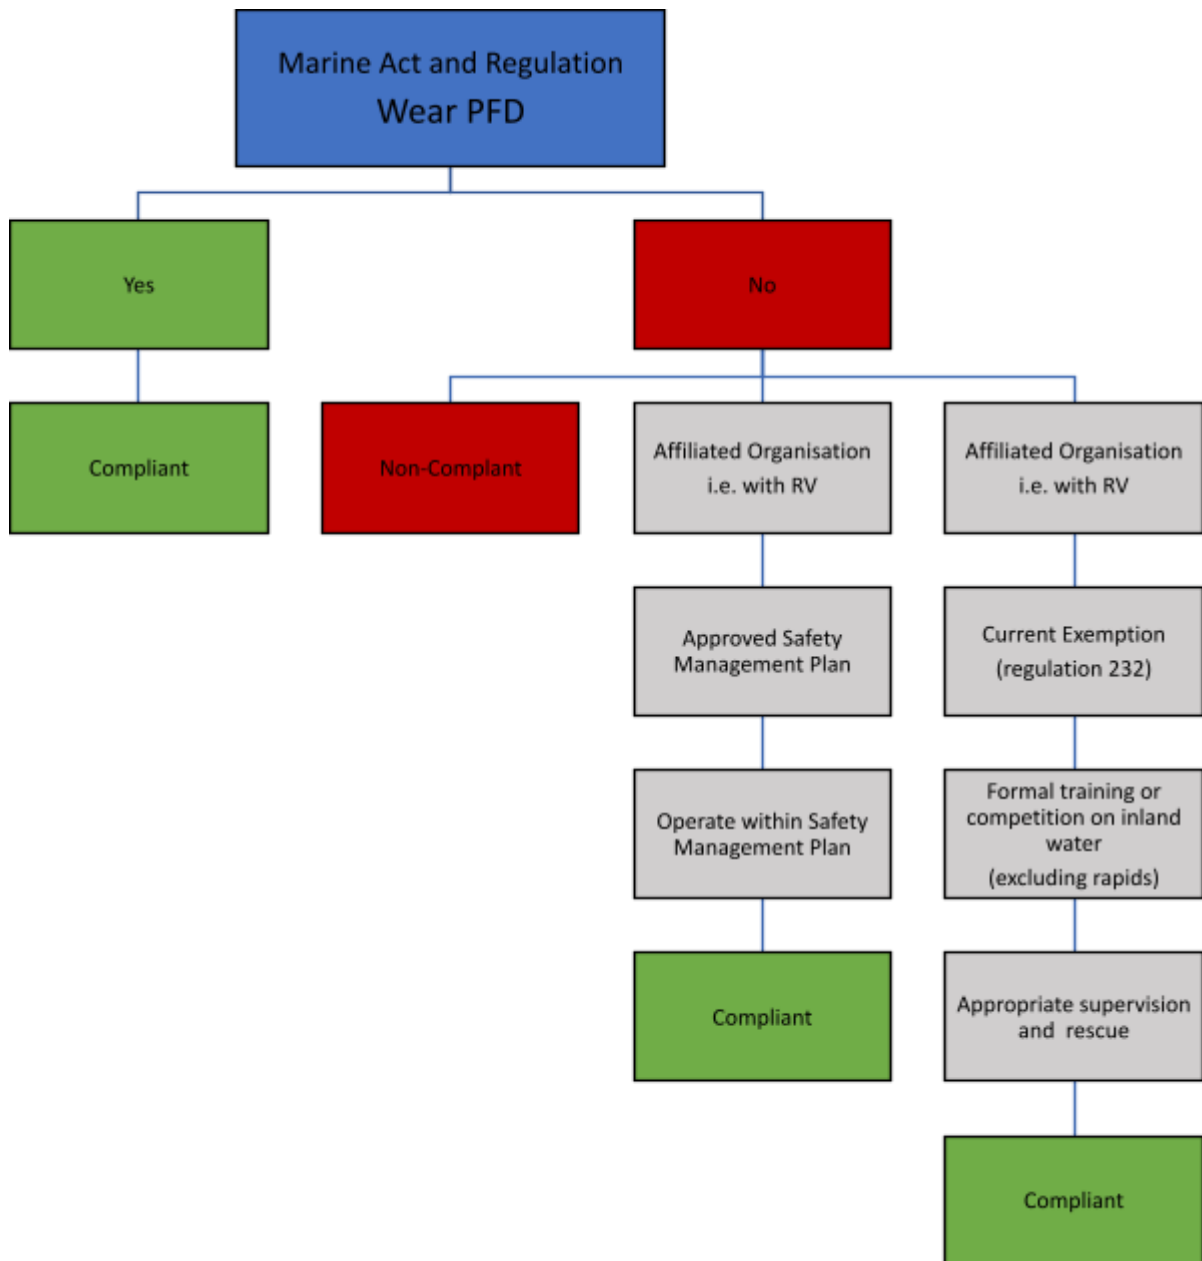 Marine Act and Regulation
Wear PFD
Yes
No
Compliant
Non-Complant
Affiliated Organisation
i.e. with RV
Affiliated Organisation
i.e. with RV
Approved Safety
Management Plan
Current Exemption
(regulation 232)
Operate within Safety
Management Plan
Formal training or
competition on inland
water
(excluding rapids)
Compliant
Appropriate supervision
and rescue
Compliant